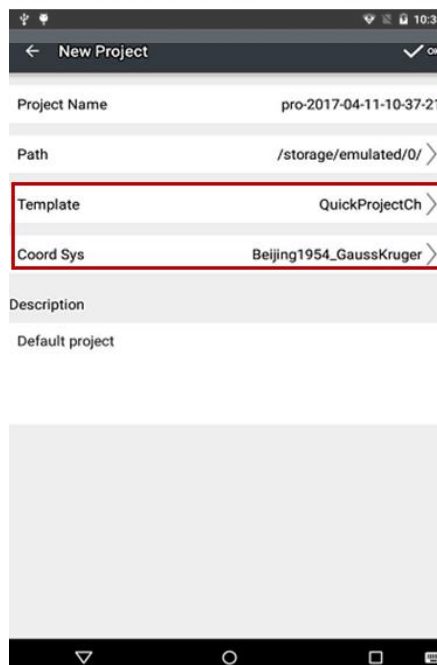 10:3
New Project OK
Project Name pro-2017-04-11-10-37-21
Path /storage/emulated/0/
Template QuickProjectCh
Coord Sys Beijing1954_GaussKruger
Description
Default project